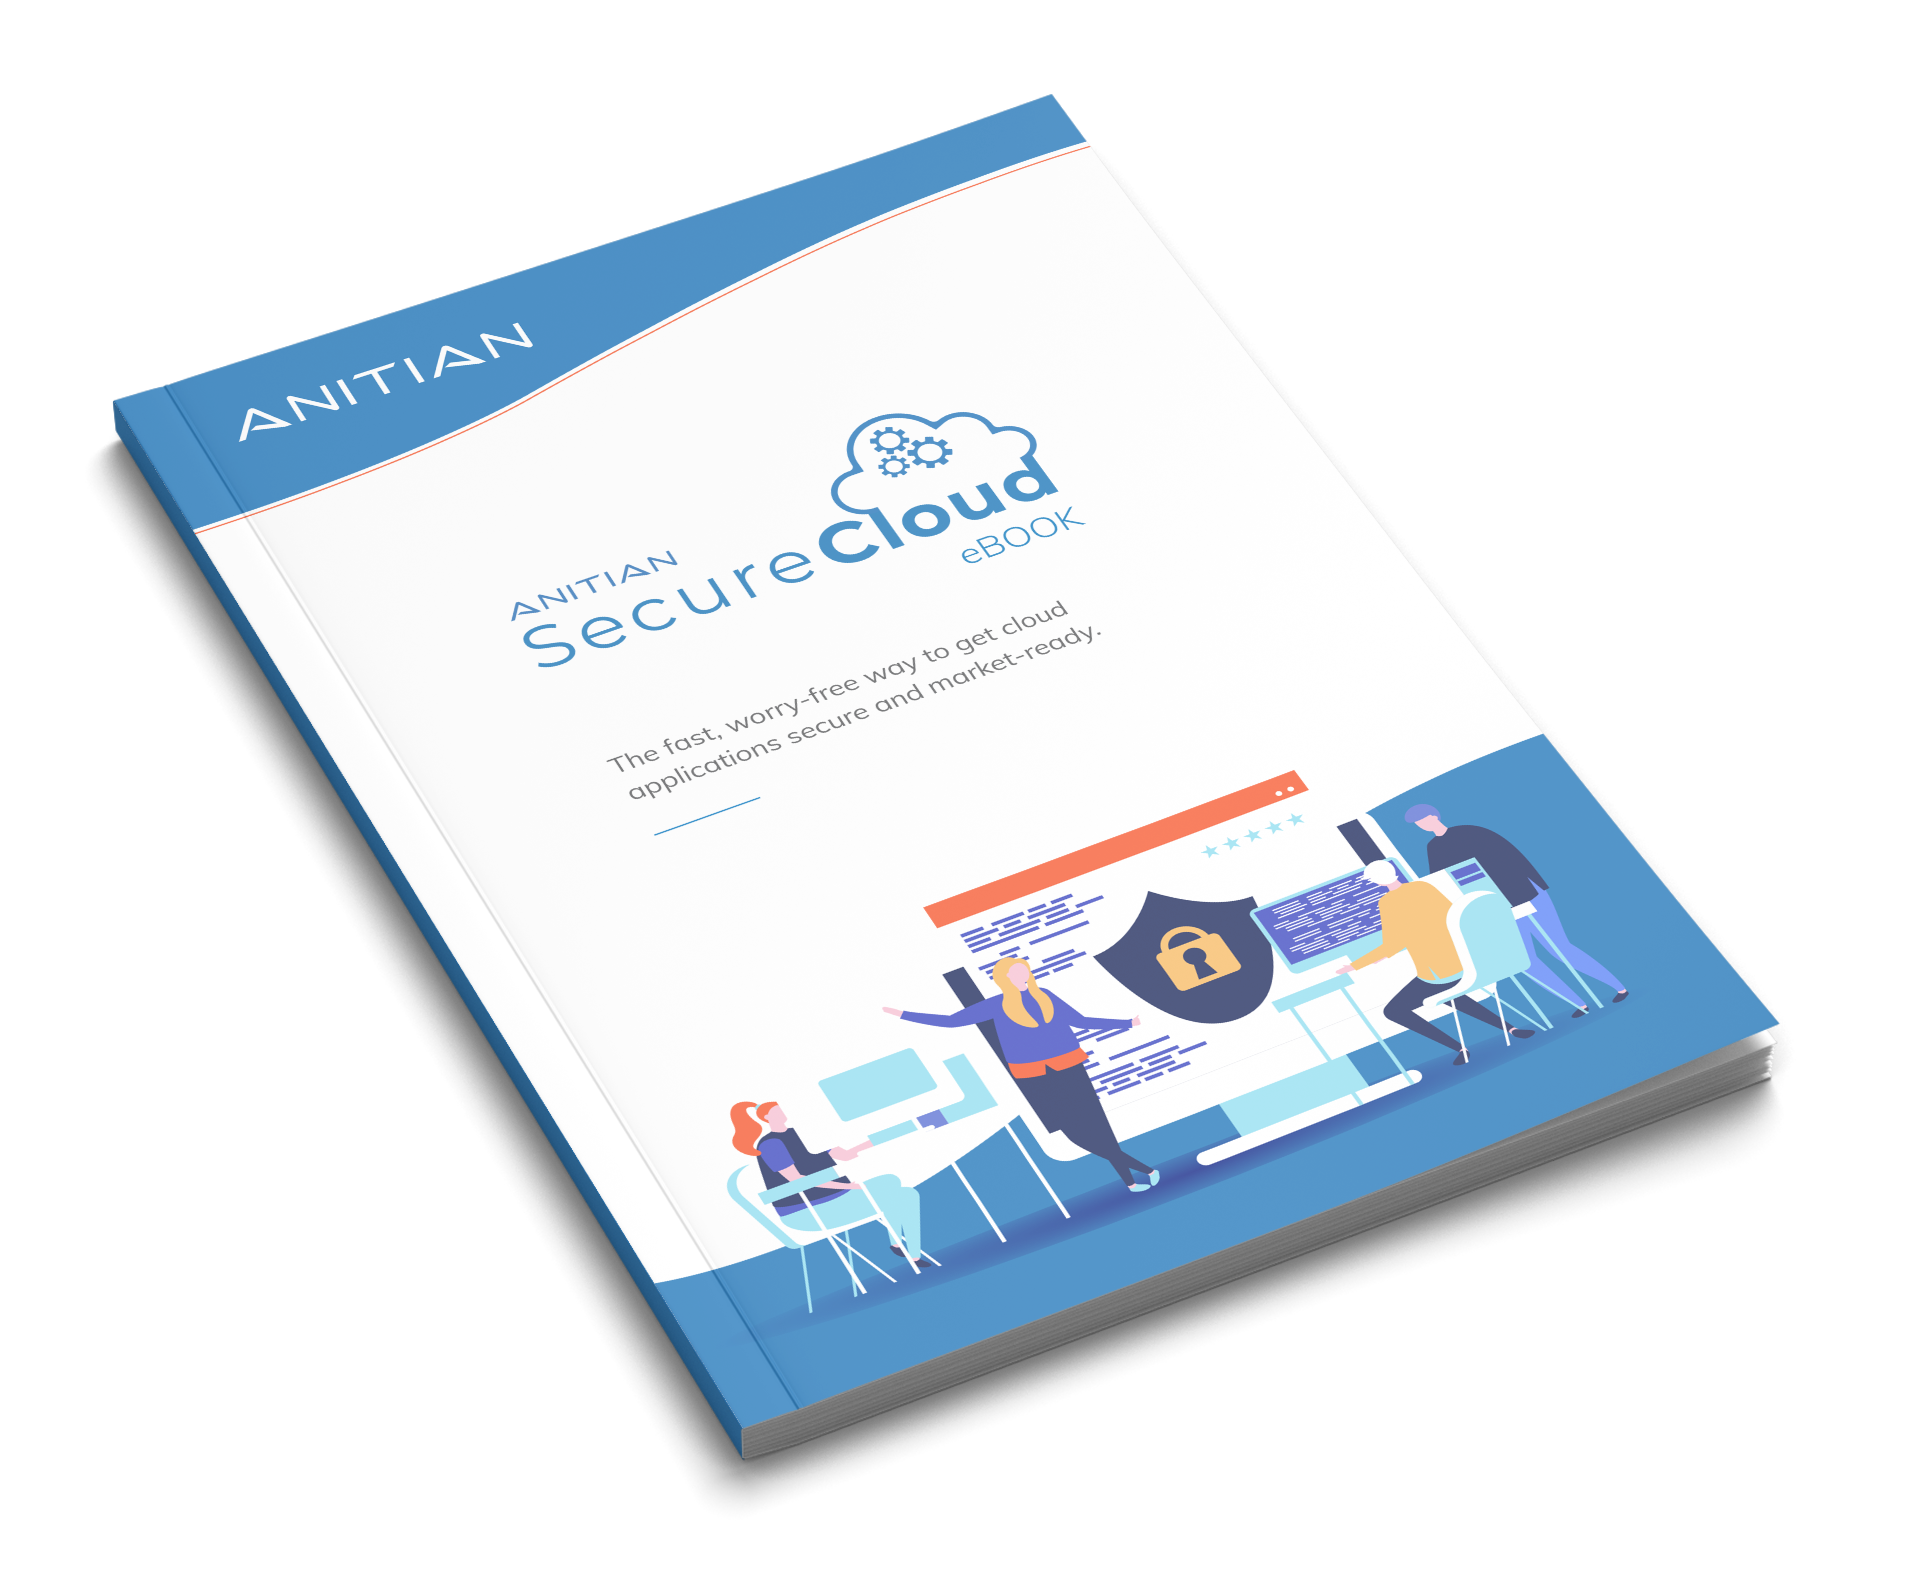 ANITIAN
ANITIAN
SecureCloud
eBOOK
The fast, worry-free way to get cloud
applications secure and market-ready.